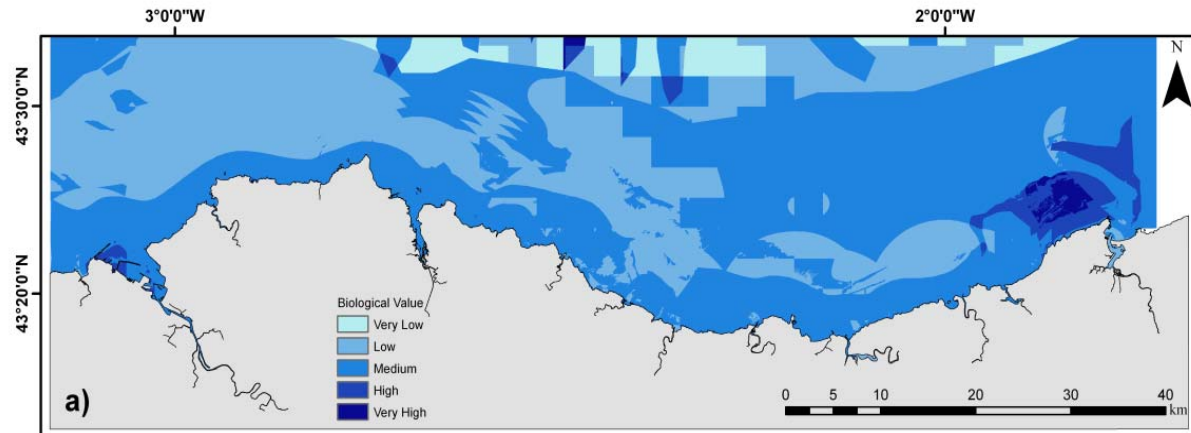 3°0'0"W
2°0'0"W
43°30'0"N
43°20'0"N
N
Biological Value
Very Low
Low
Medium
High
Very High
a)
0 5 10 20 30 40
km